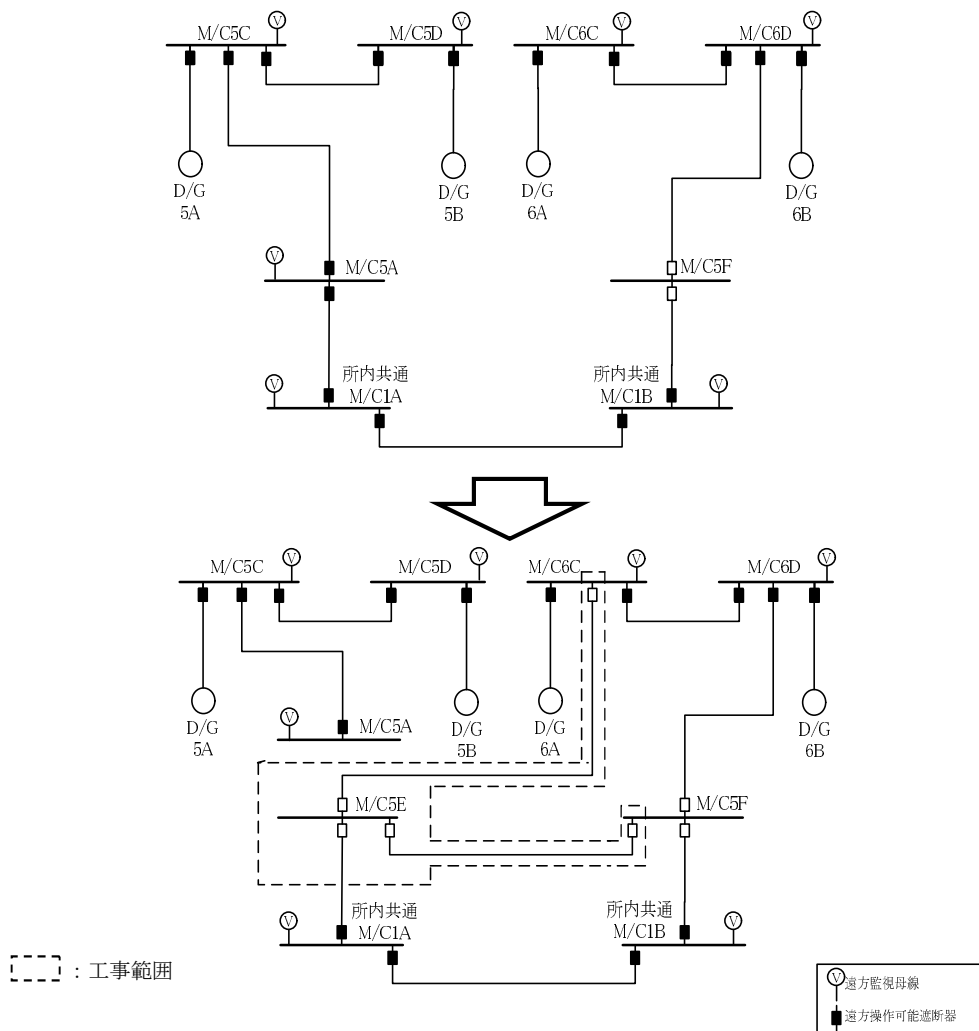 M/C5C
M/C5D
M/C6C
M/C6D
V
V
V
V
D/G
5A
D/G
5B
D/G
6A
D/G
6B
V
M/C5A
M/C5F
所内共通
M/C1A
所内共通
M/C1B
V
V
M/C5C
M/C5D
M/C6C
M/C6D
V
V
V
V
D/G
5A
D/G
5B
D/G
6A
D/G
6B
V
M/C5A
M/C5E
M/C5F
所内共通
M/C1A
所内共通
M/C1B
V
V
：工事範囲
V 遠方監視母線
遠方操作可能遮断器